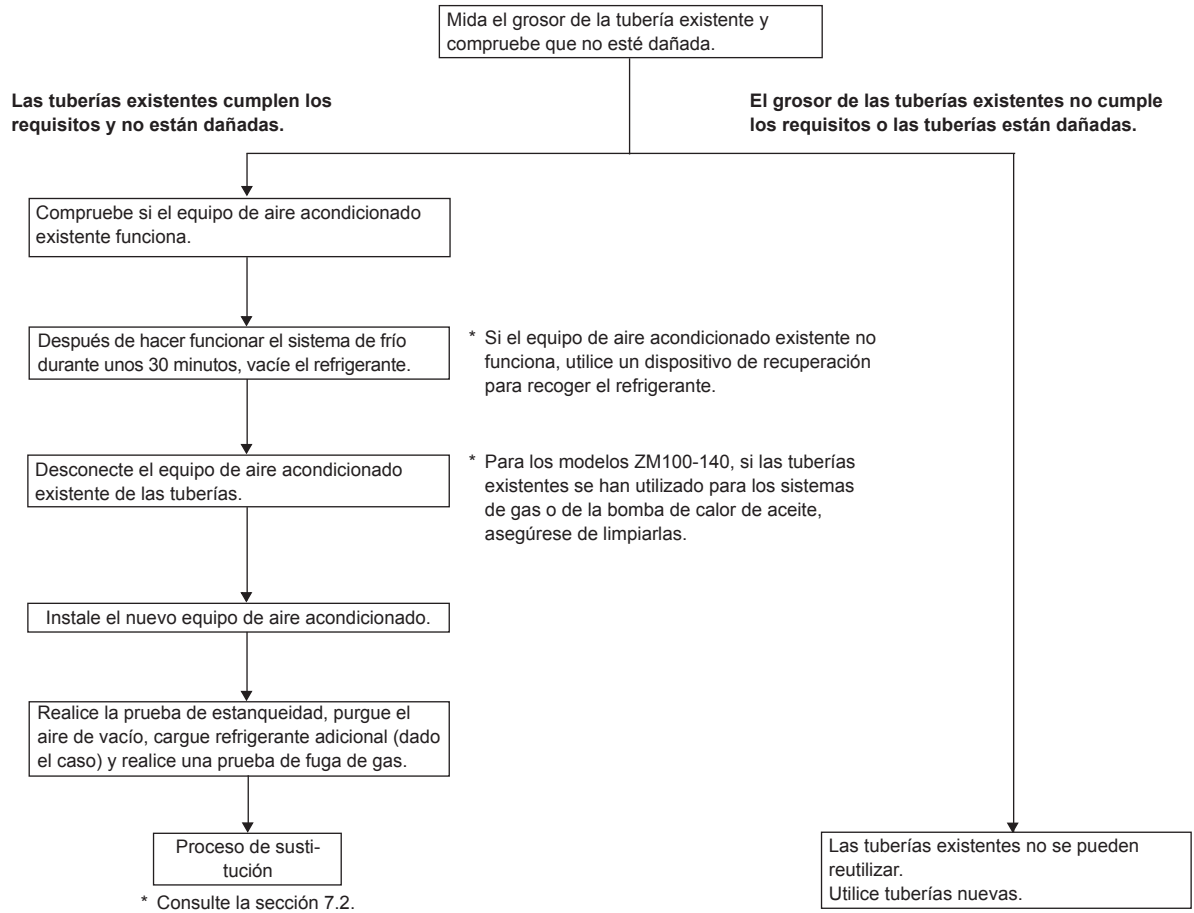 Mida el grosor de la tubería existente y
compruebe que no esté dañada.
Las tuberías existentes cumplen los
requisitos y no están dañadas.
El grosor de las tuberías existentes no cumple
los requisitos o las tuberías están dañadas.
Compruebe si el equipo de aire acondicionado
existente funciona.
Después de hacer funcionar el sistema de frío
durante unos 30 minutos, vacíe el refrigerante.
* Si el equipo de aire acondicionado existente no
funciona, utilice un dispositivo de recuperación
para recoger el refrigerante.
Desconecte el equipo de aire acondicionado
existente de las tuberías.
* Para los modelos ZM100-140, si las tuberías
existentes se han utilizado para los sistemas
de gas o de la bomba de calor de aceite,
asegúrese de limpiarlas.
Instale el nuevo equipo de aire acondicionado.
Realice la prueba de estanqueidad, purgue el
aire de vacío, cargue refrigerante adicional (dado
el caso) y realice una prueba de fuga de gas.
Proceso de susti-
tución
* Consulte la sección 7.2.
Las tuberías existentes no se pueden
reutilizar.
Utilice tuberías nuevas.